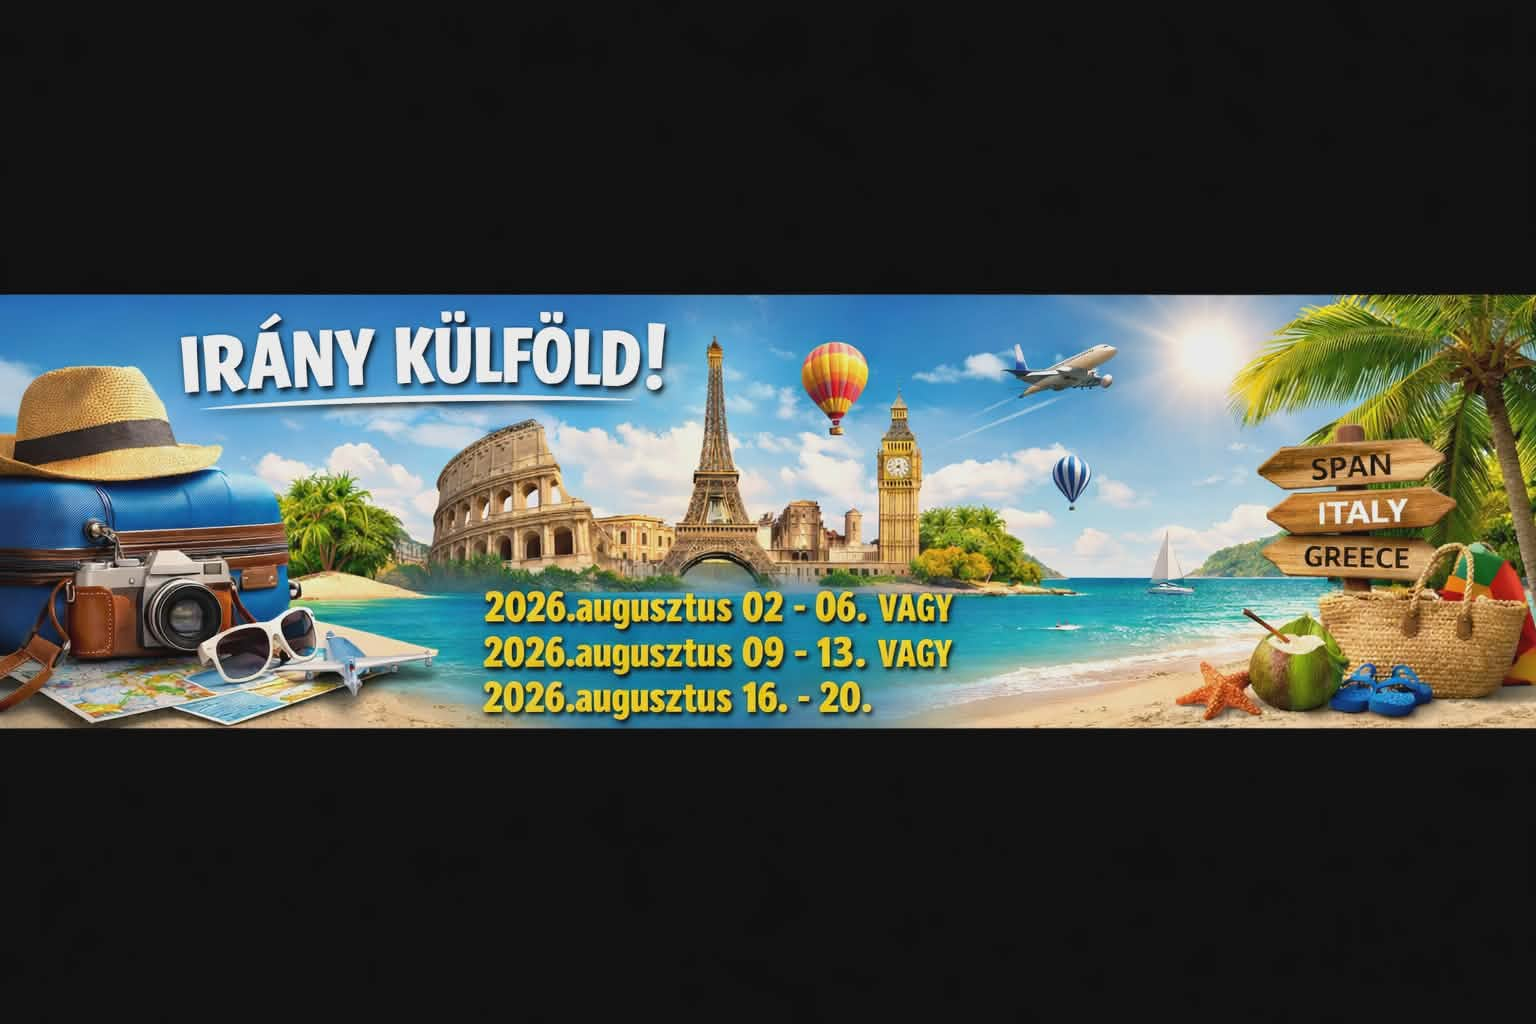 IRÁNY KÜLFÖLD!
SPAN
ITALY
GREECE
2026.augusztus 02 - 06. VAGY
2026.augusztus 09 - 13. VAGY
2026.augusztus 16. - 20.